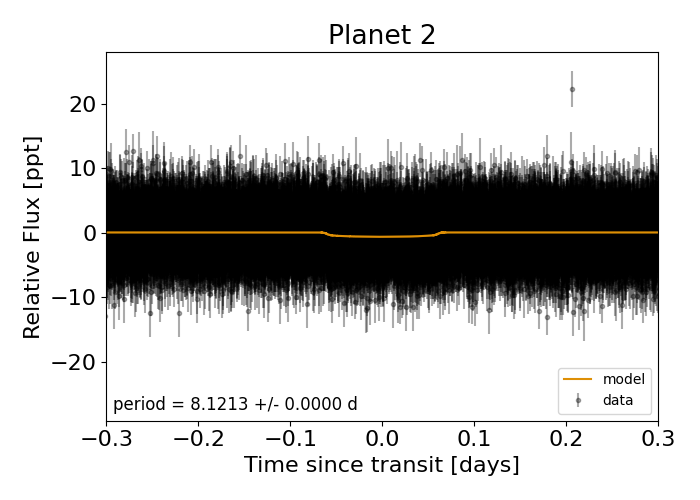 Planet 2
Relative Flux [ppt]
20
10
0
−10
−20
period = 8.1213 +/- 0.0000 d
model
data
−0.3 −0.2 −0.1 0.0 0.1 0.2 0.3
Time since transit [days]